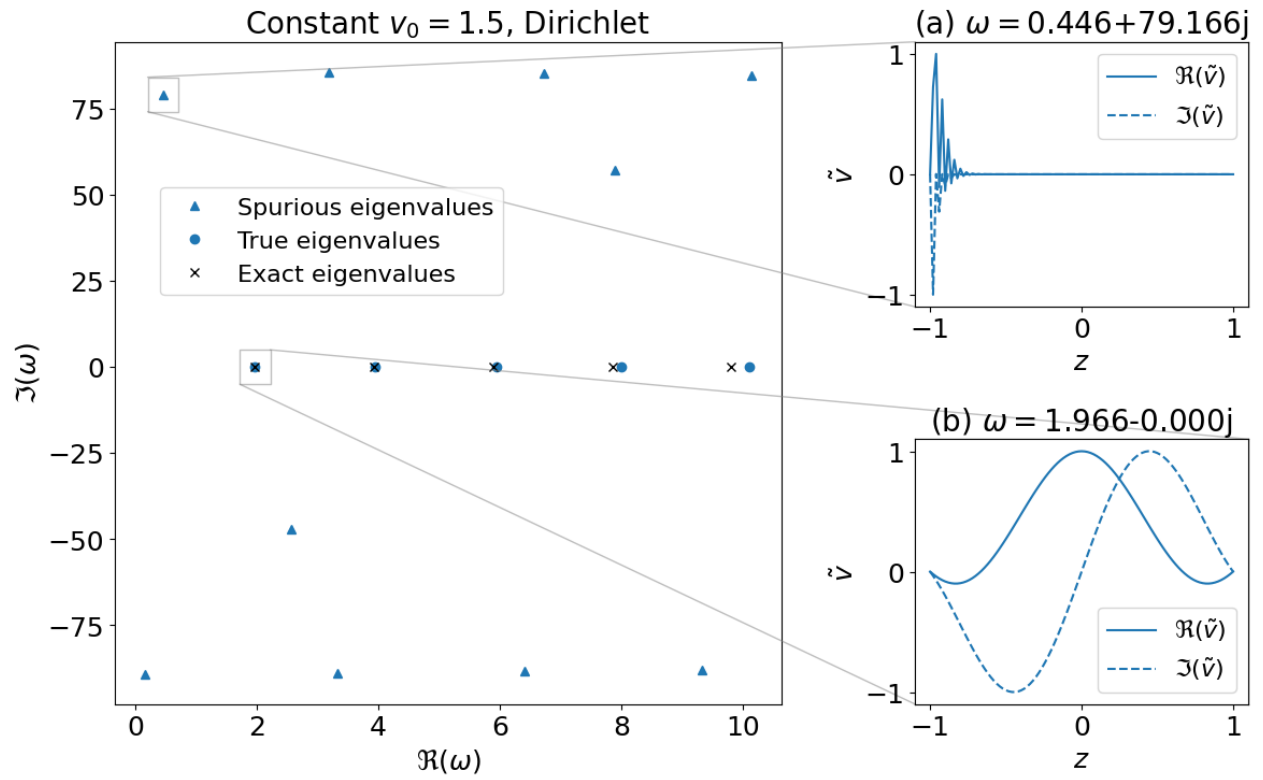 Constant v₀ = 1.5, Dirichlet
ℑ(ω)
75
50
25
0
−25
−50
−75
Spurious eigenvalues
True eigenvalues
Exact eigenvalues
0 2 4 6 8 10
ℜ(ω)
(a) ω = 0.446+79.166j
ṽ
1
0
−1
ℜ(ṽ)
ℑ(ṽ)
−1 0 1
z
(b) ω = 1.966-0.000j
ṽ
1
0
−1
ℜ(ṽ)
ℑ(ṽ)
−1 0 1
z